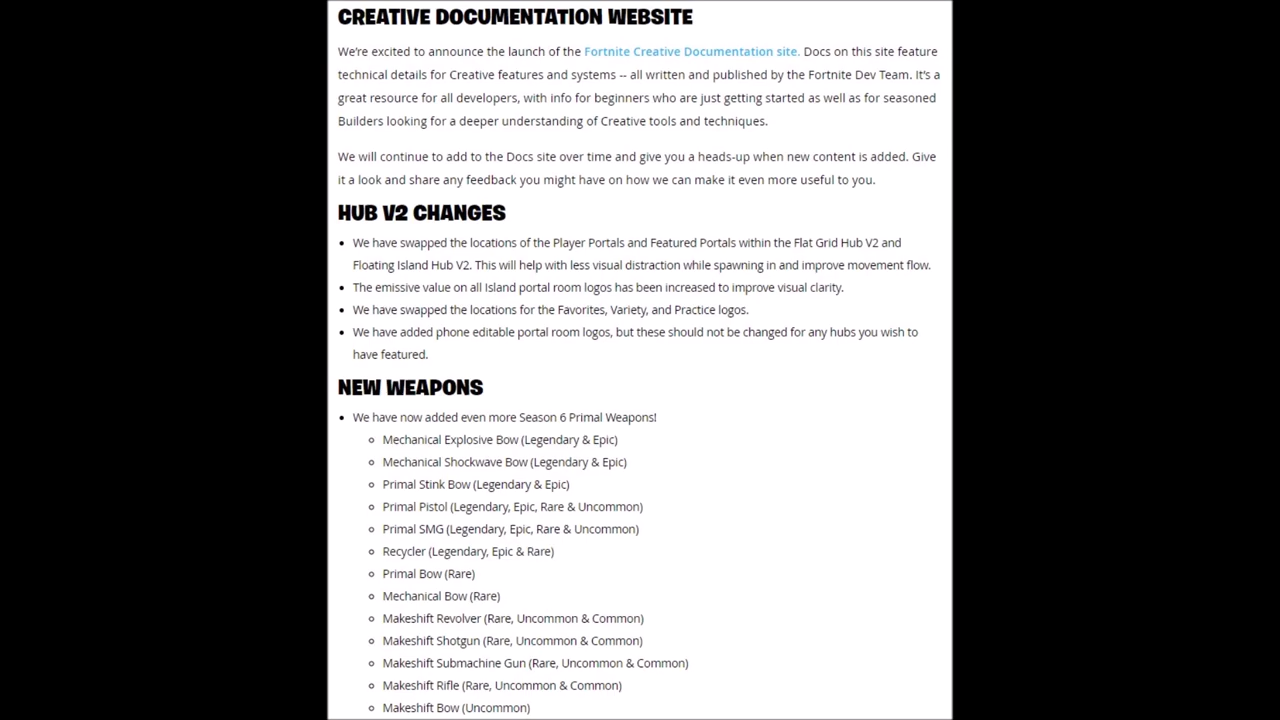 CREATIVE DOCUMENTATION WEBSITE
We're excited to announce the launch of the Fortnite Creative Documentation site. Docs on this site feature
technical details for Creative features and systems -- all written and published by the Fortnite Dev Team. It's a
great resource for all developers, with info for beginners who are just getting started as well as for seasoned
Builders looking for a deeper understanding of Creative tools and techniques.
We will continue to add to the Docs site over time and give you a heads-up when new content is added. Give
it a look and share any feedback you might have on how we can make it even more useful to you.
HUB V2 CHANGES
• We have swapped the locations of the Player Portals and Featured Portals within the Flat Grid Hub V2 and
Floating Island Hub V2. This will help with less visual distraction while spawning in and improve movement flow.
• The emissive value on all Island portal room logos has been increased to improve visual clarity.
• We have swapped the locations for the Favorites, Variety, and Practice logos.
• We have added phone editable portal room logos, but these should not be changed for any hubs you wish to
have featured.
NEW WEAPONS
• We have now added even more Season 6 Primal Weapons!
◦ Mechanical Explosive Bow (Legendary & Epic)
◦ Mechanical Shockwave Bow (Legendary & Epic)
◦ Primal Stink Bow (Legendary & Epic)
◦ Primal Pistol (Legendary, Epic, Rare & Uncommon)
◦ Primal SMG (Legendary, Epic, Rare & Uncommon)
◦ Recycler (Legendary, Epic & Rare)
◦ Primal Bow (Rare)
◦ Mechanical Bow (Rare)
◦ Makeshift Revolver (Rare, Uncommon & Common)
◦ Makeshift Shotgun (Rare, Uncommon & Common)
◦ Makeshift Submachine Gun (Rare, Uncommon & Common)
◦ Makeshift Rifle (Rare, Uncommon & Common)
◦ Makeshift Bow (Uncommon)